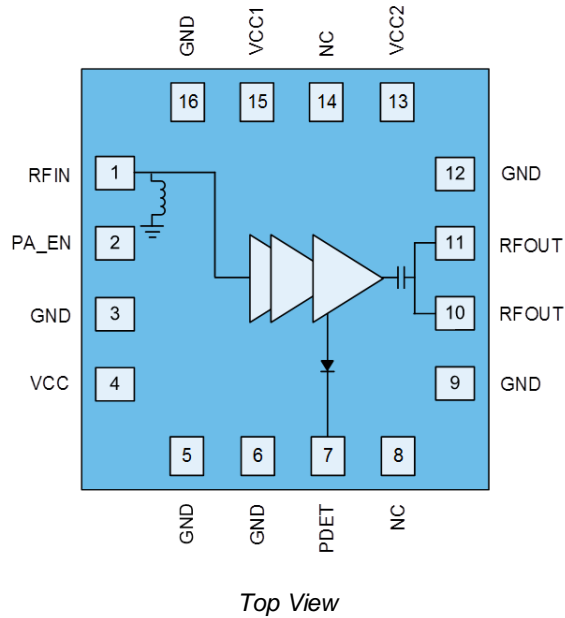 GND
VCC1
NC
VCC2
16
15
14
13
RFIN
1
12
GND
PA_EN
2
11
RFOUT
GND
3
10
RFOUT
VCC
4
9
GND
5
6
7
8
GND
GND
PDET
NC
Top View